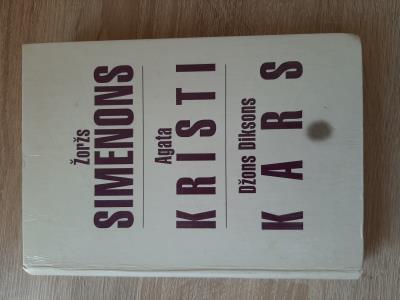 Žoržs
SIMENONS
Agata
KRISTI
Džons Diksons
KARS